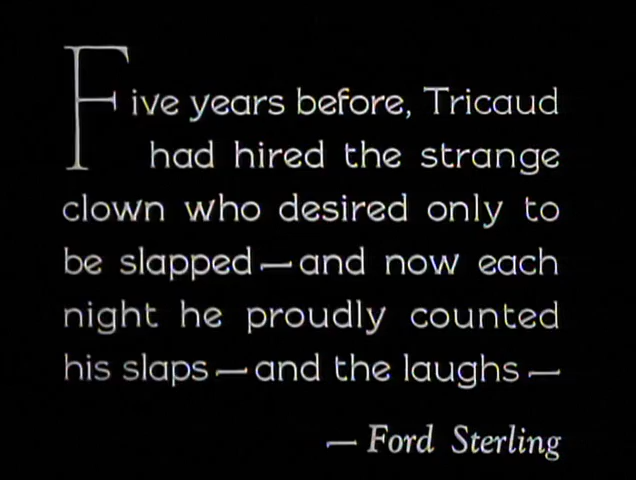 Five years before, Tricaud
had hired the strange
clown who desired only to
be slapped — and now each
night he proudly counted
his slaps — and the laughs —
— Ford Sterling